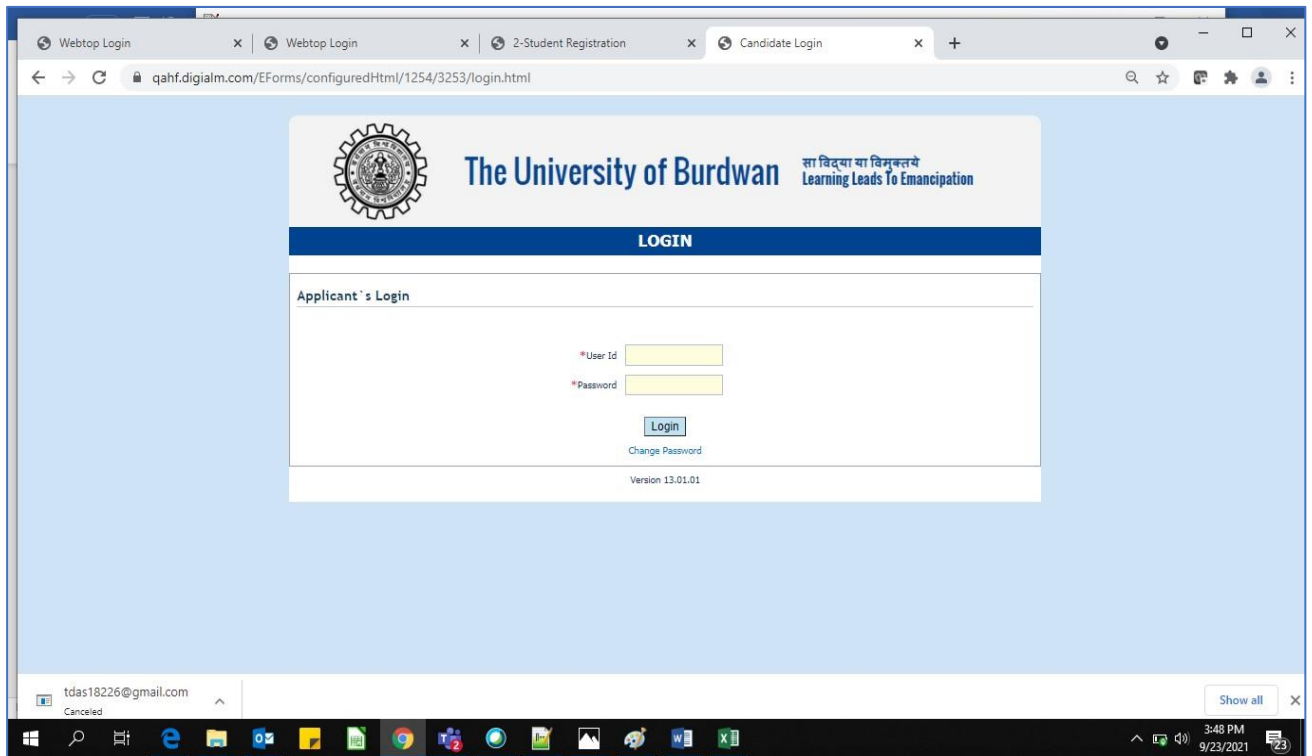 Webtop Login
Webtop Login
2-Student Registration
Candidate Login
qahf.digialm.com/EForms/configuredHtml/1254/3253/login.html
The University of Burdwan
सा विद्या या विमुक्तये
Learning Leads To Emancipation
LOGIN
Applicant`s Login
*User Id
*Password
Login
Change Password
Version 13.01.01
tdas18226@gmail.com
Canceled
Show all
3:48 PM
9/23/2021
23